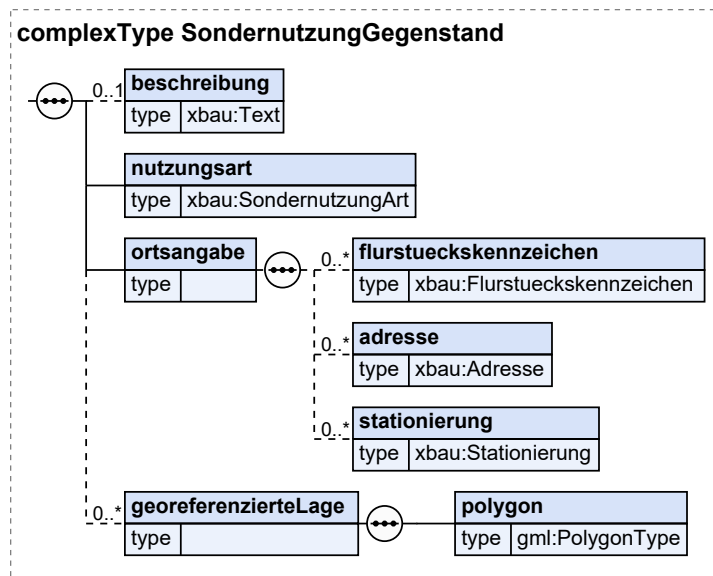 complexType SondernutzungGegenstand
0..1
beschreibung
type xbau:Text
nutzungsart
type xbau:SondernutzungArt
ortsangabe
type
0..*
flurstueckskennzeichen
type xbau:Flurstueckskennzeichen
0..*
adresse
type xbau:Adresse
0..*
stationierung
type xbau:Stationierung
0..*
georeferenzierteLage
type
polygon
type gml:PolygonType